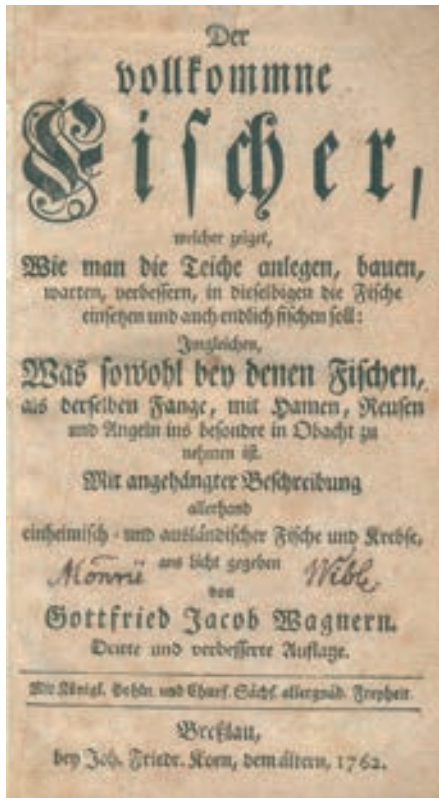 Der
vollkommne
Fischer,
welcher zeiget,
Wie man die Teiche anlegen, bauen,
warten, verbessern, in dieselbigen die Fische
einsetzen und auch endlich fischen soll:
Imgleichen,
Was sowohl bey denen Fischen,
als derselben Fange, mit Hamen, Reusen
und Angeln ins besondre in Obacht zu
nehmen ist.
Mit angehängter Beschreibung
allerhand
einheimisch- und ausländischer Fische und Krebse,
ans Licht gegeben
von
Gottfried Jacob Wagnern.
Dritte und verbesserte Auflage.
Mit Königl. Pohln. und Churf. Sächs. allergnäd. Freyheit.
Breßlau,
bey Joh. Friedr. Korn, dem ältern, 1762.